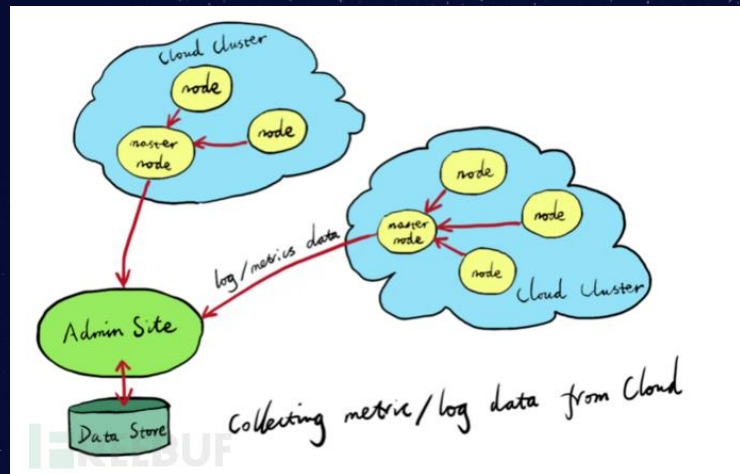 Cloud Cluster
node
node
master
node
node
node
master
node
node
Cloud Cluster
log/metrics data
Admin Site
Data Store
Collecting metric/log data from Cloud
FREEBUF